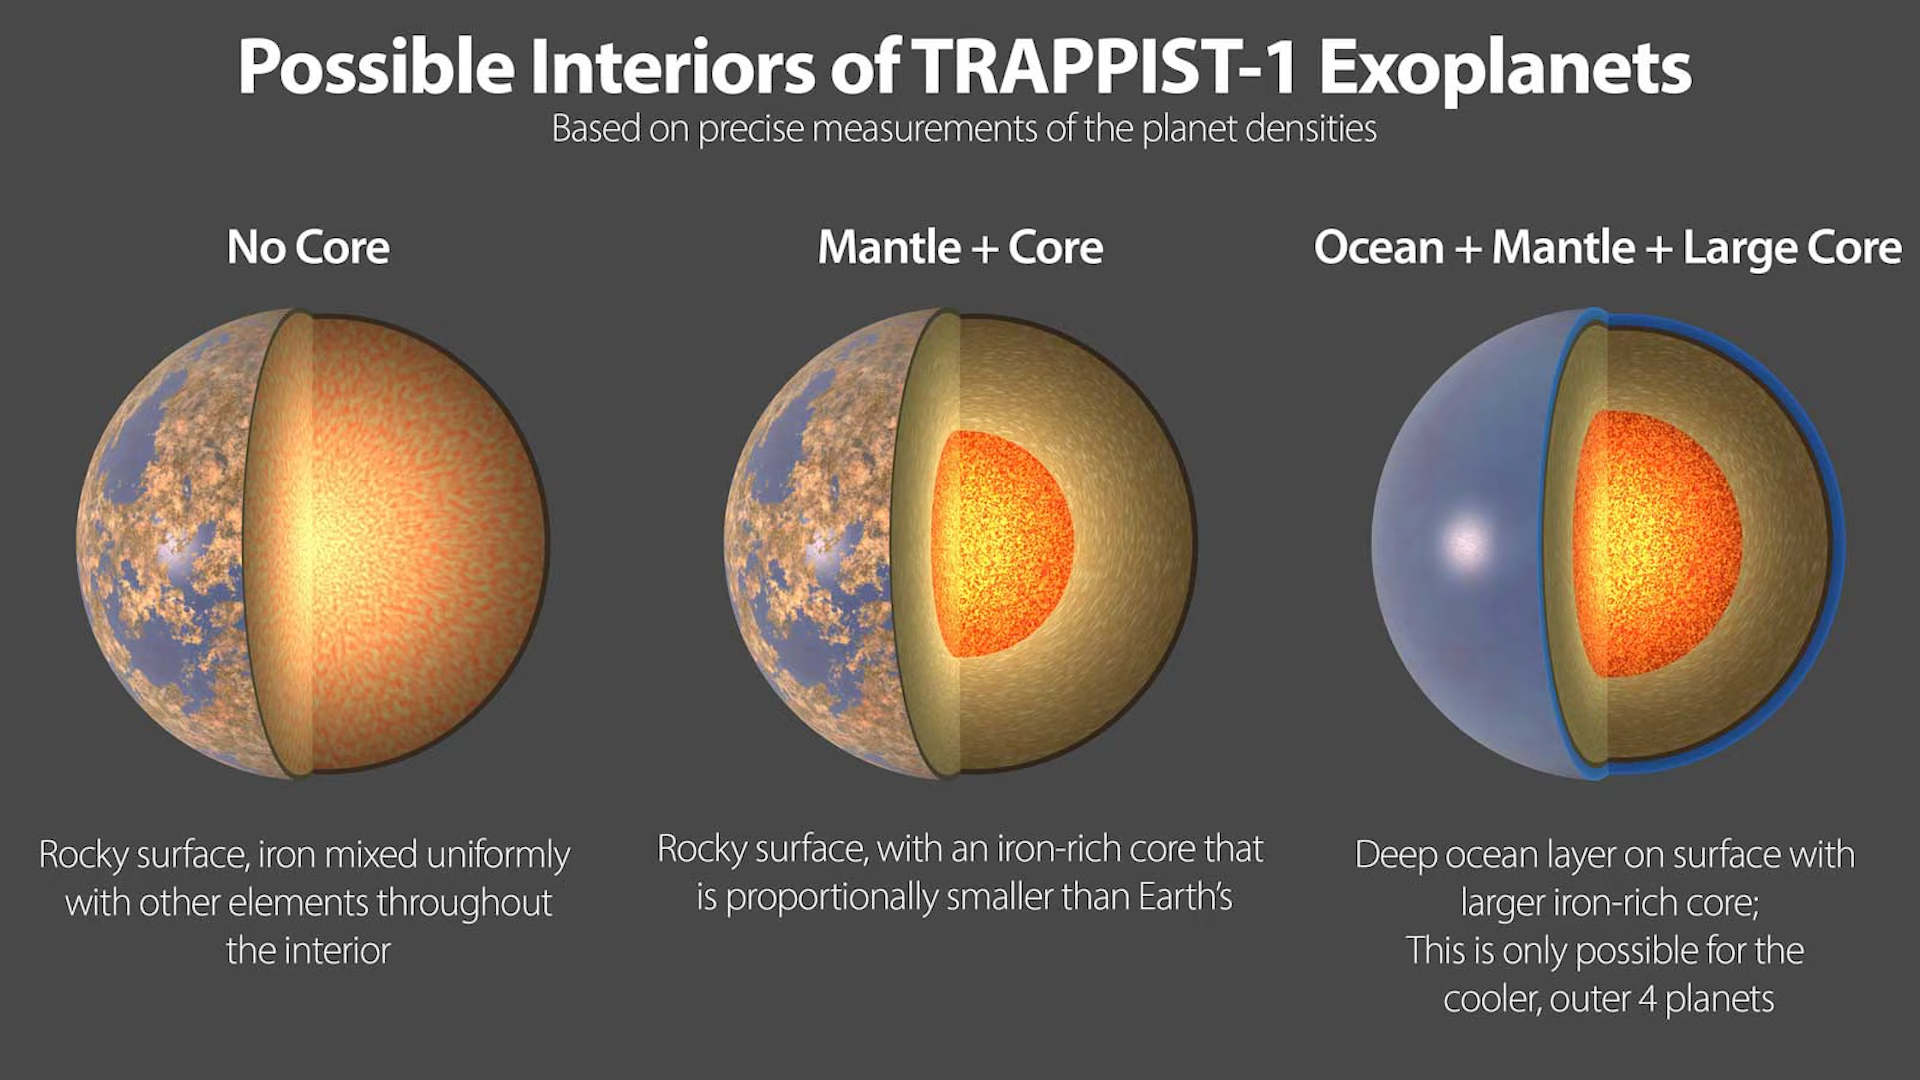 Possible Interiors of TRAPPIST-1 Exoplanets
Based on precise measurements of the planet densities
No Core
Rocky surface, iron mixed uniformly
with other elements throughout
the interior
Mantle + Core
Rocky surface, with an iron-rich core that
is proportionally smaller than Earth's
Ocean + Mantle + Large Core
Deep ocean layer on surface with
larger iron-rich core;
This is only possible for the
cooler, outer 4 planets